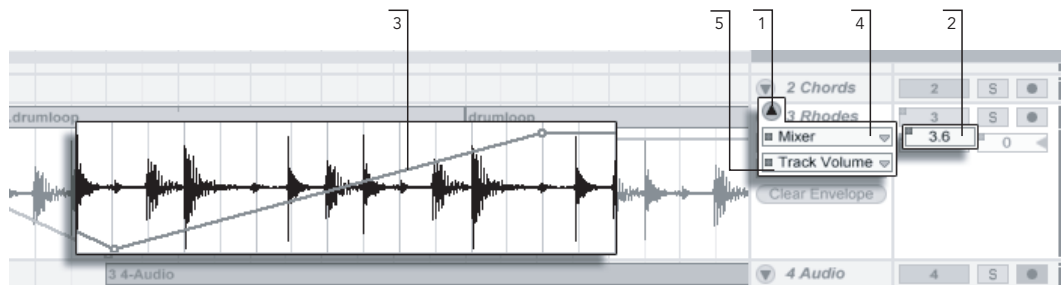 3 5 1 4 2
2 Chords 2 S
.drumloop drumloop 3 Rhodes 3 S
Mixer 3.6 0
Track Volume
Clear Envelope
3 4-Audio 4 Audio 4 S